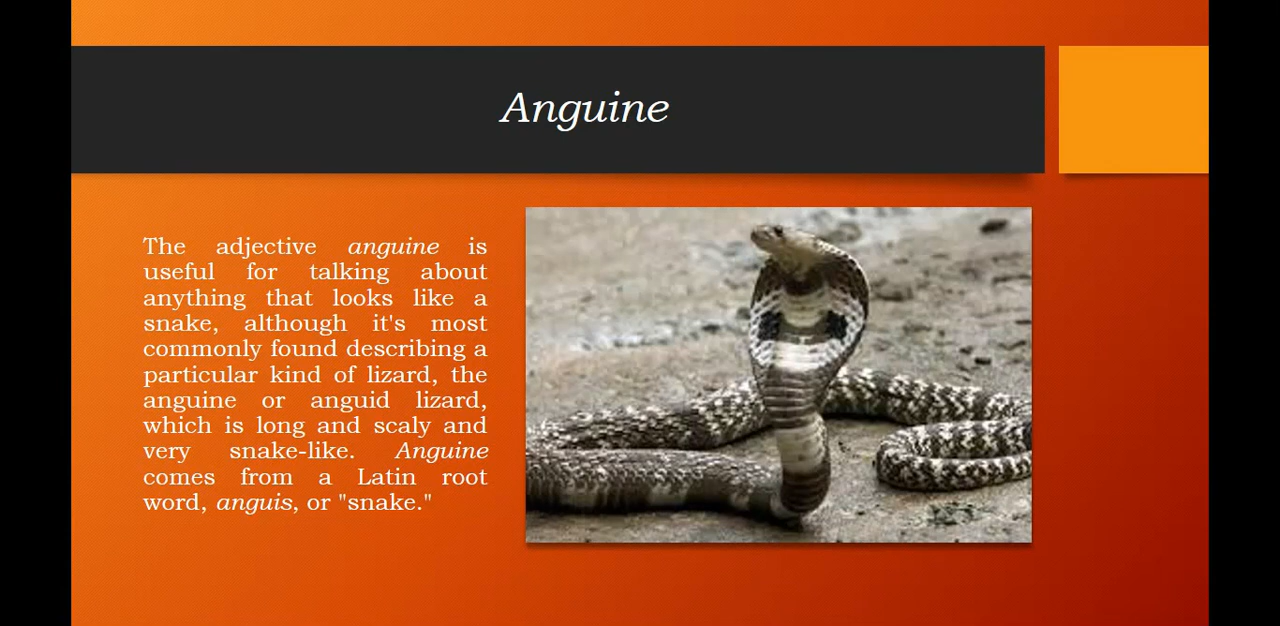 Anguine
The adjective anguine is
useful for talking about
anything that looks like a
snake, although it's most
commonly found describing a
particular kind of lizard, the
anguine or anguid lizard,
which is long and scaly and
very snake-like. Anguine
comes from a Latin root
word, anguis, or "snake."